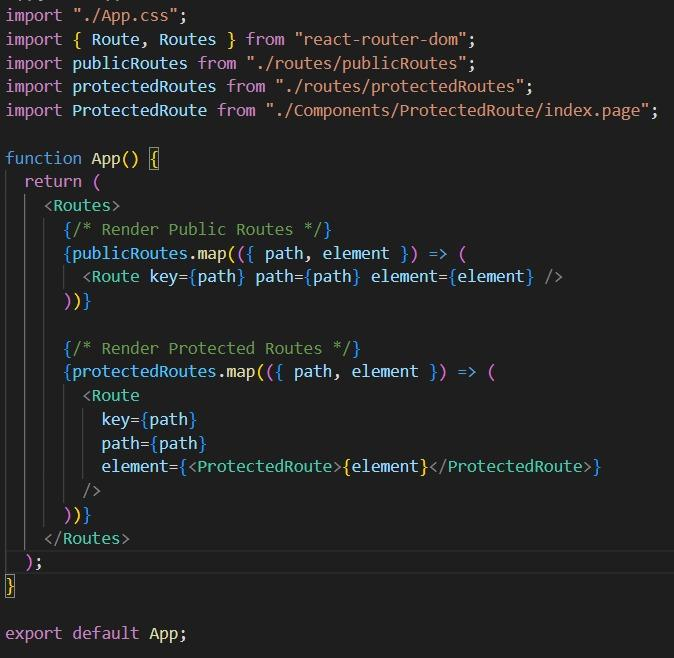 import "./App.css";
import { Route, Routes } from "react-router-dom";
import publicRoutes from "./routes/publicRoutes";
import protectedRoutes from "./routes/protectedRoutes";
import ProtectedRoute from "./Components/ProtectedRoute/index.page";

function App() {
  return (
    <Routes>
      {/* Render Public Routes */}
      {publicRoutes.map(({ path, element }) => (
        <Route key={path} path={path} element={element} />
      ))}

      {/* Render Protected Routes */}
      {protectedRoutes.map(({ path, element }) => (
        <Route
          key={path}
          path={path}
          element={<ProtectedRoute>{element}</ProtectedRoute>}
        />
      ))}
    </Routes>
  );
}

export default App;